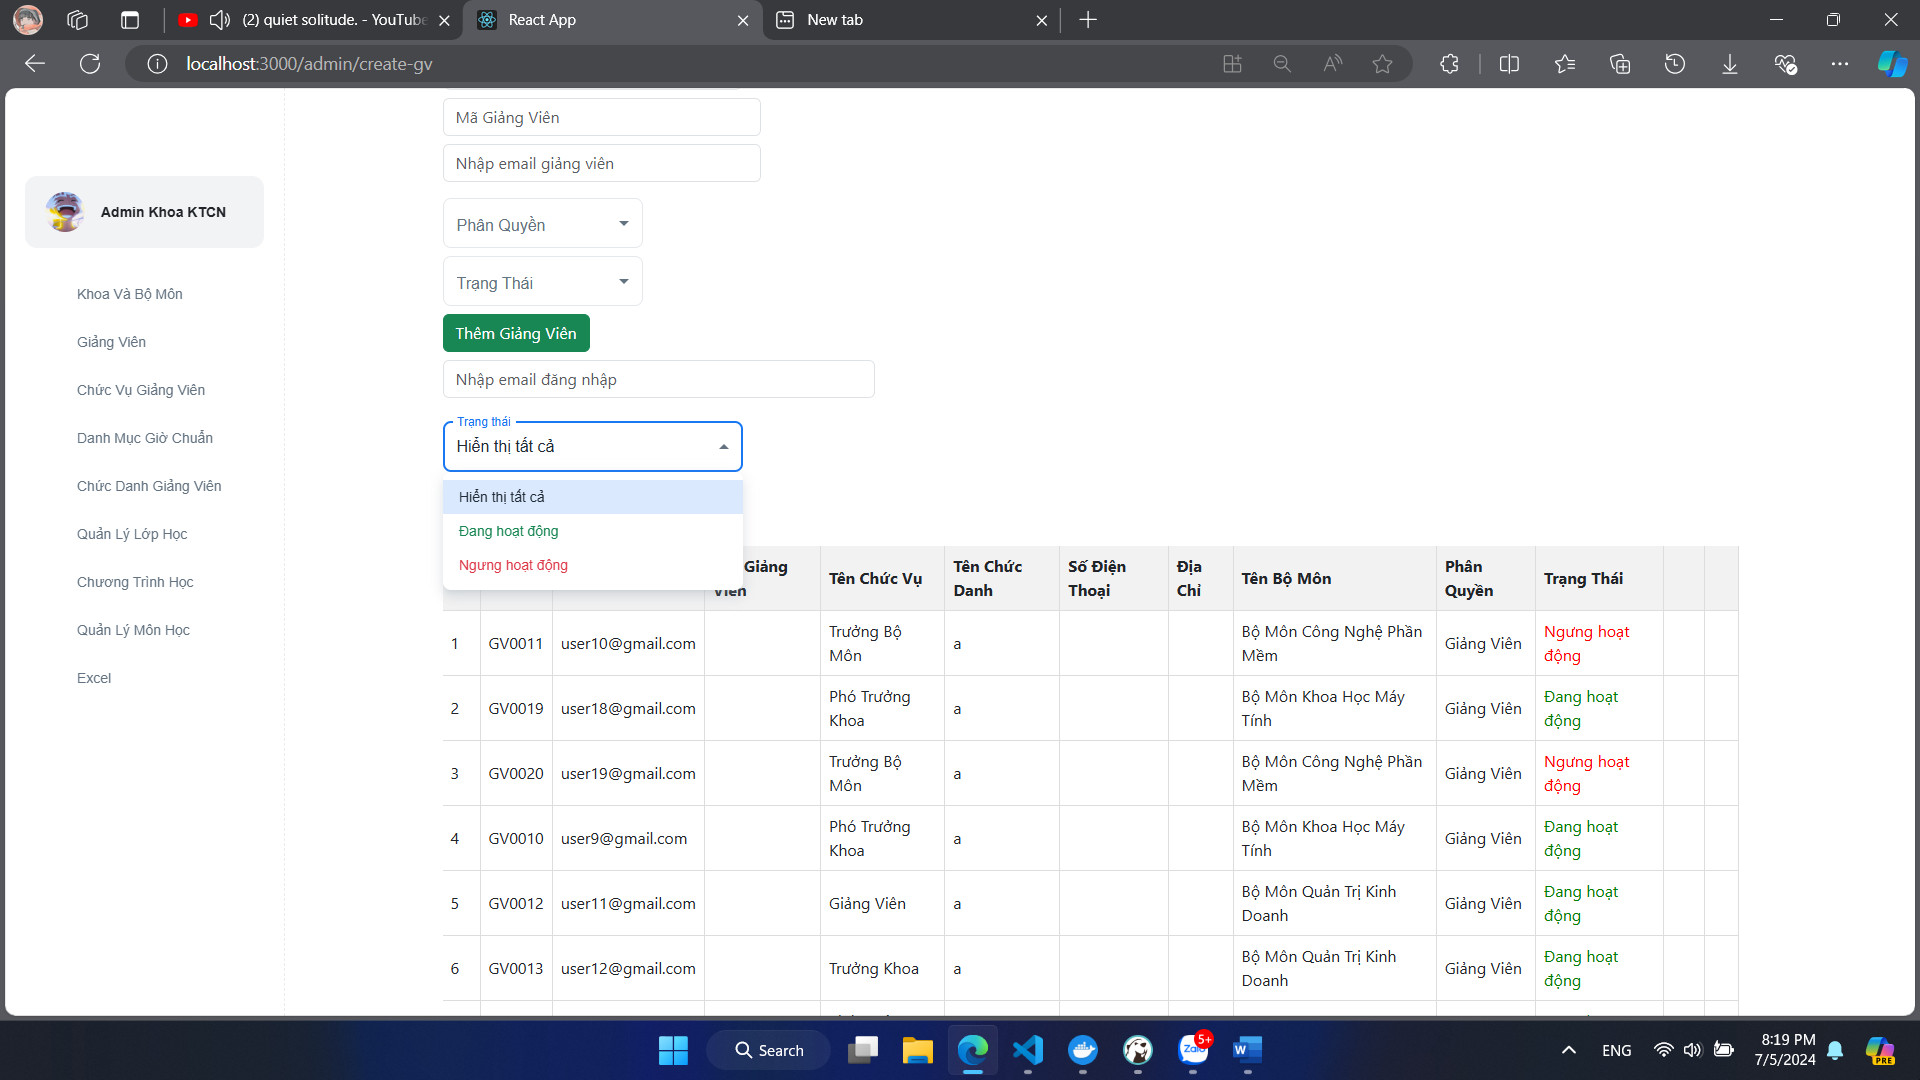 (2) quiet solitude. - YouTube
React App
New tab
localhost:3000/admin/create-gv
Mã Giảng Viên
Nhập email giảng viên
Admin Khoa KTCN
Phân Quyền
Trạng Thái
Thêm Giảng Viên
Nhập email đăng nhập
Trạng thái
Hiển thị tất cả
Hiển thị tất cả
Đang hoạt động
Ngưng hoạt động
Khoa Và Bộ Môn
Giảng Viên
Chức Vụ Giảng Viên
Danh Mục Giờ Chuẩn
Chức Danh Giảng Viên
Quản Lý Lớp Học
Chương Trình Học
Quản Lý Môn Học
Excel
Giảng Tên Chức Vụ Tên Chức Số Điện Địa Tên Bộ Môn Phân Trạng Thái
Viên Danh Thoại Chỉ Quyền
Trưởng Bộ Bộ Môn Công Nghệ Phần Ngưng hoạt
1 GV0011 user10@gmail.com a Giảng Viên
Môn Mềm động
Phó Trưởng Bộ Môn Khoa Học Máy Đang hoạt
2 GV0019 user18@gmail.com a Giảng Viên
Khoa Tính động
Trưởng Bộ Bộ Môn Công Nghệ Phần Ngưng hoạt
3 GV0020 user19@gmail.com a Giảng Viên
Môn Mềm động
Phó Trưởng Bộ Môn Khoa Học Máy Đang hoạt
4 GV0010 user9@gmail.com a Giảng Viên
Khoa Tính động
Bộ Môn Quản Trị Kinh Đang hoạt
5 GV0012 user11@gmail.com Giảng Viên a Giảng Viên
Doanh động
Bộ Môn Quản Trị Kinh Đang hoạt
6 GV0013 user12@gmail.com Trưởng Khoa a Giảng Viên
Doanh động
Search
Zalo
5+
W
ENG
8:19 PM
7/5/2024
PRE